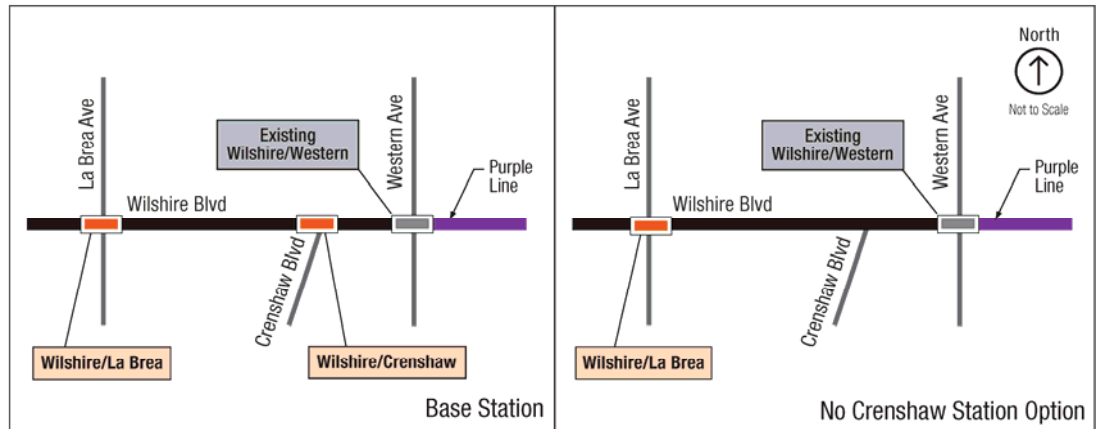 La Brea Ave
Existing
Wilshire/Western
Western Ave
Purple
Line
Wilshire Blvd
Crenshaw Blvd
Wilshire/La Brea
Wilshire/Crenshaw
Base Station
North
Not to Scale
La Brea Ave
Existing
Wilshire/Western
Western Ave
Purple
Line
Wilshire Blvd
Crenshaw Blvd
Wilshire/La Brea
No Crenshaw Station Option